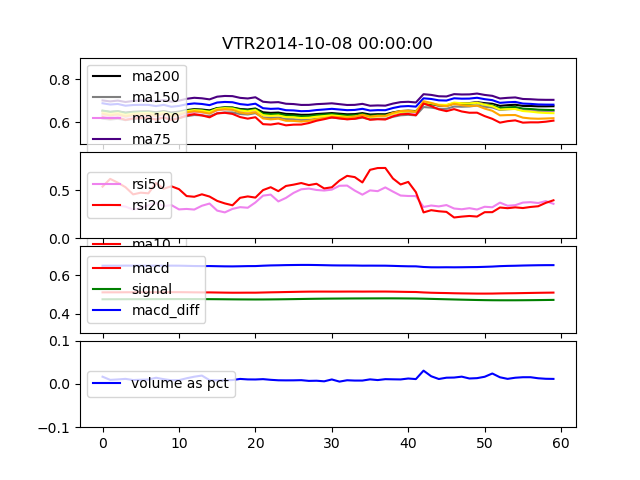 VTR2014-10-08 00:00:00
0.8
0.6
ma200
ma150
ma100
ma75
0.5
0.0
rsi50
rsi20
ma10
0.6
0.4
macd
signal
macd_diff
0.1
0.0
−0.1
volume as pct
0 10 20 30 40 50 60